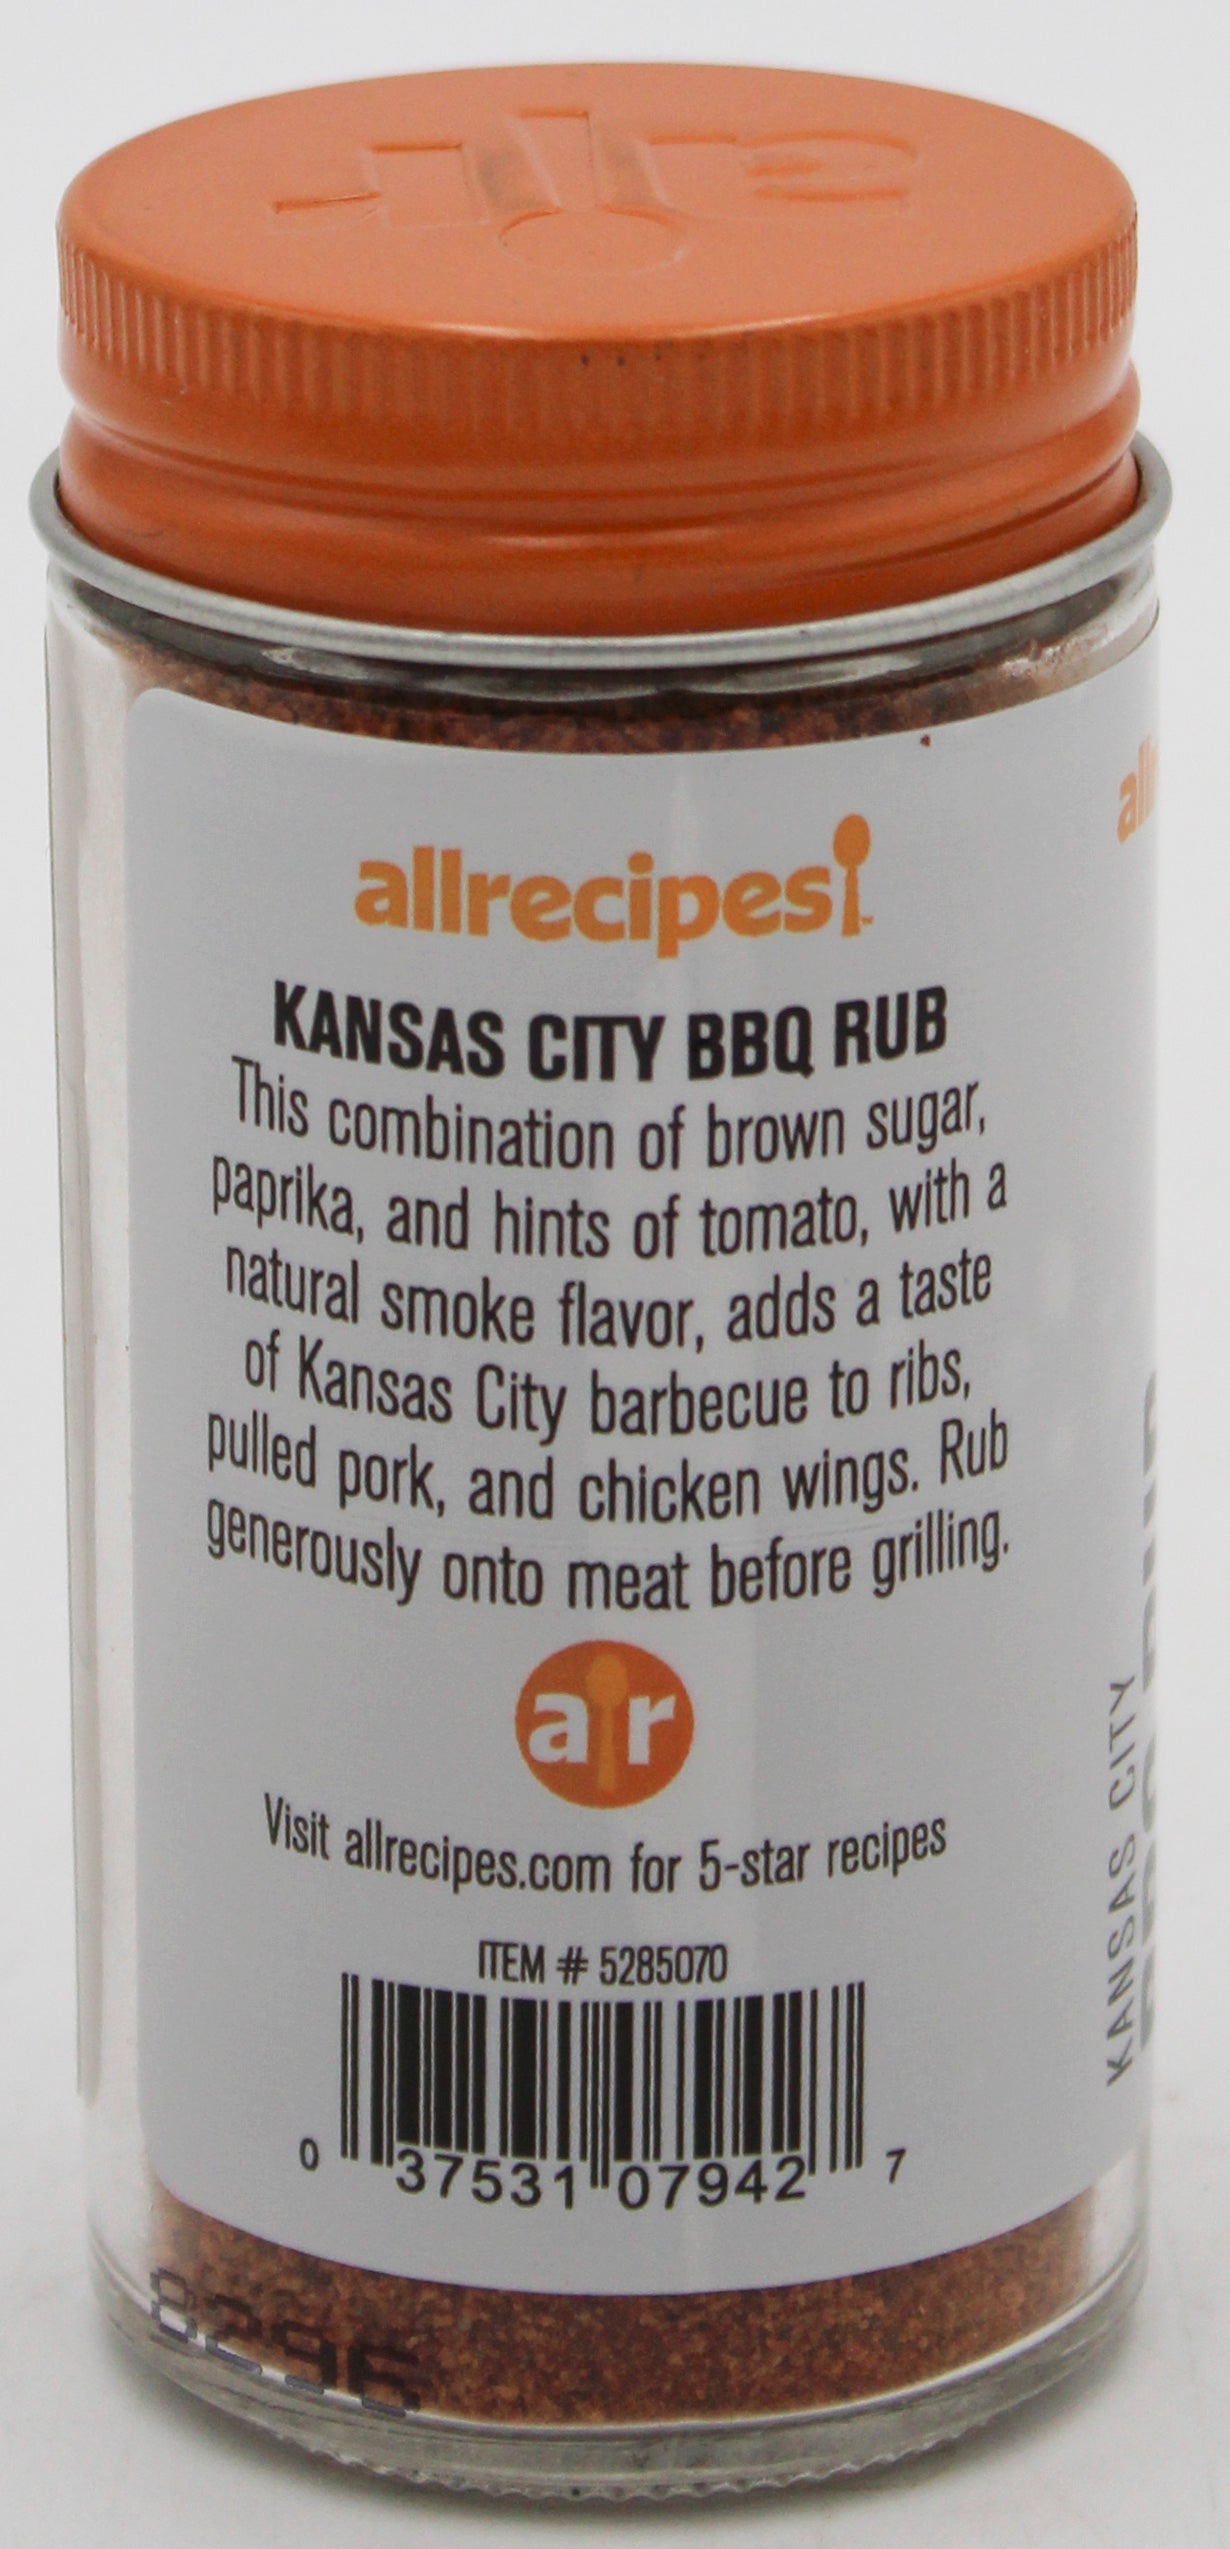 allrecipes
KANSAS CITY BBQ RUB
This combination of brown sugar,
paprika, and hints of tomato, with a
natural smoke flavor, adds a taste
of Kansas City barbecue to ribs,
pulled pork, and chicken wings. Rub
generously onto meat before grilling.
ar
Visit allrecipes.com for 5-star recipes
ITEM # 5285070
0 37531 07942 7
8296
all
KANSAS CITY